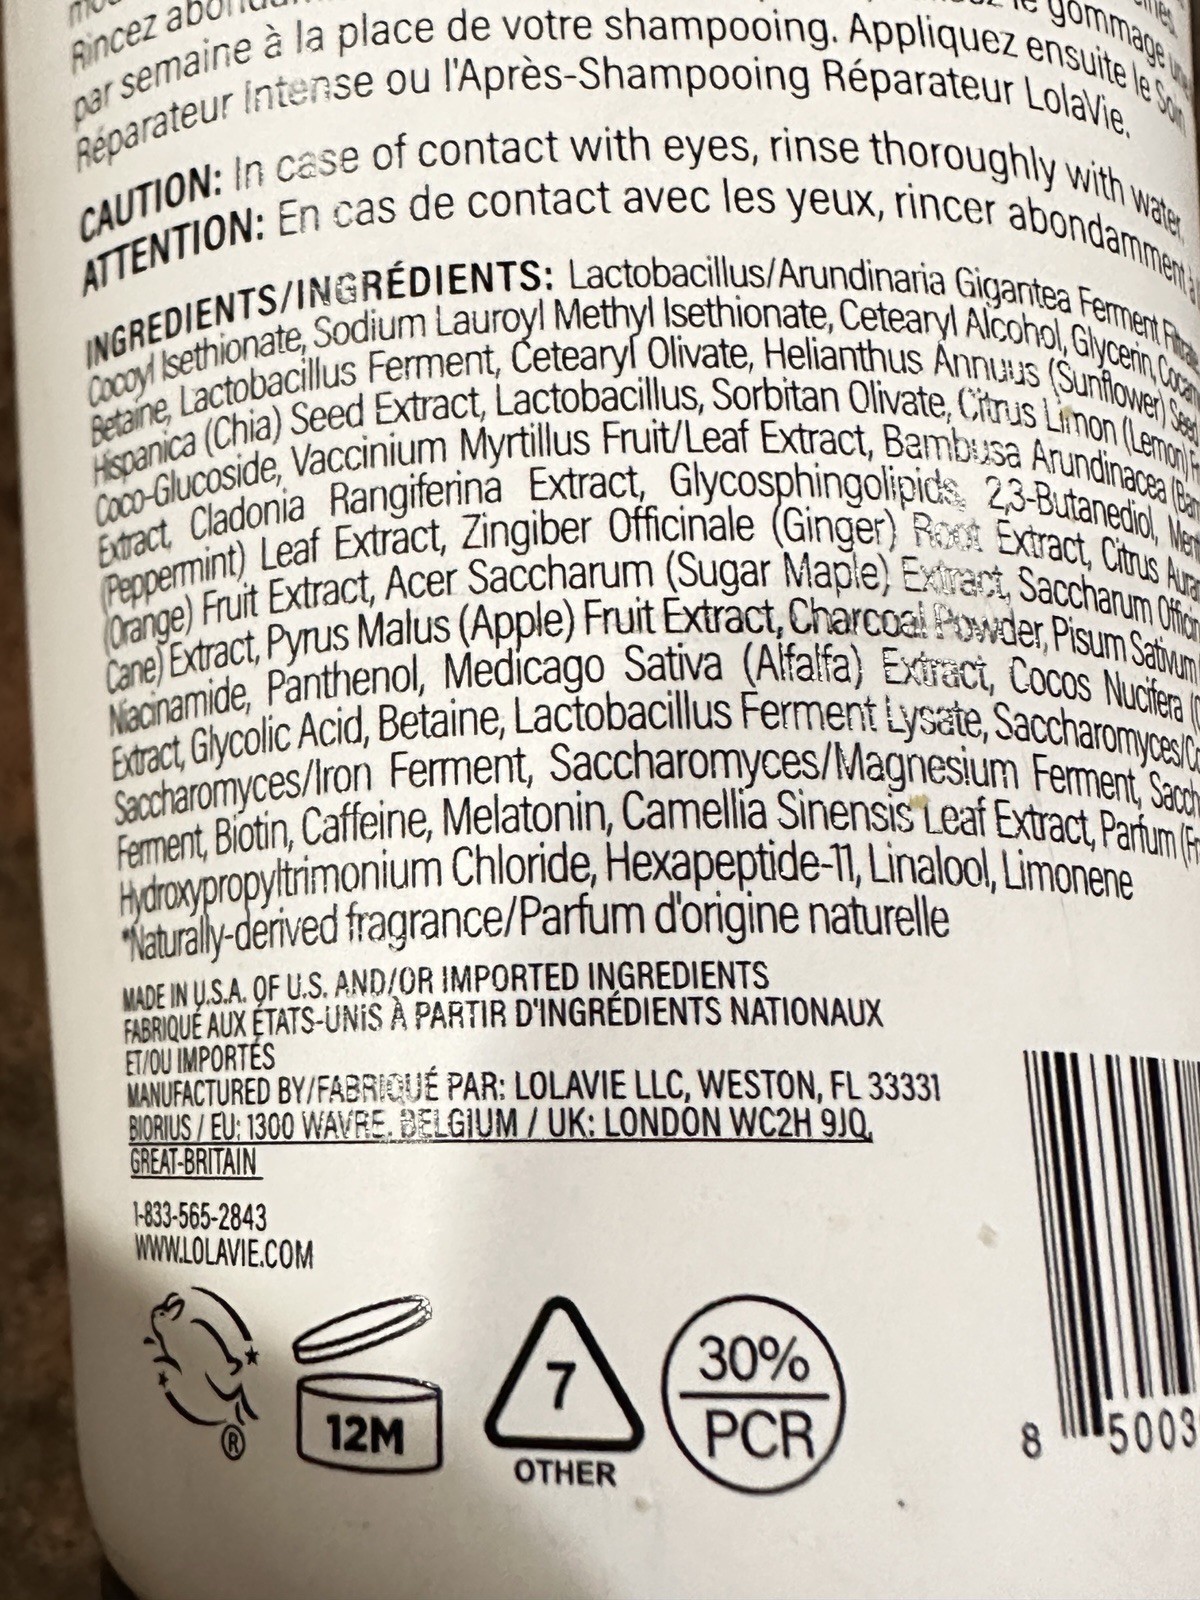 Rincez
par semaine à la place de votre shampooing. Appliquez ensuite le Soin
Réparateur Intense ou l'Après-Shampooing Réparateur LolaVie.
CAUTION: In case of contact with eyes, rinse thoroughly with water.
ATTENTION: En cas de contact avec les yeux, rincer abondamment à
INGREDIENTS/INGRÉDIENTS: Lactobacillus/Arundinaria Gigantea Ferment
Cocoyl Isethionate, Sodium Lauroyl Methyl Isethionate, Cetearyl Alcohol, Glycerin,
Betaine, Lactobacillus Ferment, Cetearyl Olivate, Helianthus Annuus (Sunflower) Seed
Hispanica (Chia) Seed Extract, Lactobacillus, Sorbitan Olivate, Citrus Limon (Lemon)
Coco-Glucoside, Vaccinium Myrtillus Fruit/Leaf Extract, Bambusa Arundinacea
Extract, Cladonia Rangiferina Extract, Glycosphingolipids, 2,3-Butanediol,
(Peppermint) Leaf Extract, Zingiber Officinale (Ginger) Root Extract, Citrus
(Orange) Fruit Extract, Acer Saccharum (Sugar Maple) Extract, Saccharum
Cane) Extract, Pyrus Malus (Apple) Fruit Extract, Charcoal Powder, Pisum Sativum
Niacinamide, Panthenol, Medicago Sativa (Alfalfa) Extract, Cocos Nucifera
Extract, Glycolic Acid, Betaine, Lactobacillus Ferment Lysate,
Saccharomyces/Iron Ferment, Saccharomyces/Magnesium Ferment,
Ferment, Biotin, Caffeine, Melatonin, Camellia Sinensis Leaf Extract, Parfum
Hydroxypropyltrimonium Chloride, Hexapeptide-11, Linalool, Limonene
*Naturally-derived fragrance/Parfum d'origine naturelle
MADE IN U.S.A. OF U.S. AND/OR IMPORTED INGREDIENTS
FABRIQUÉ AUX ÉTATS-UNIS À PARTIR D'INGRÉDIENTS NATIONAUX
ET/OU IMPORTÉS
MANUFACTURED BY/FABRIQUÉ PAR: LOLAVIE LLC, WESTON, FL 33331
BIORIUS / EU: 1300 WAVRE. BELGIUM / UK: LONDON WC2H 9JQ,
GREAT-BRITAIN
1-833-565-2843
WWW.LOLAVIE.COM
®
12M
7
OTHER
30%
PCR
8 5003